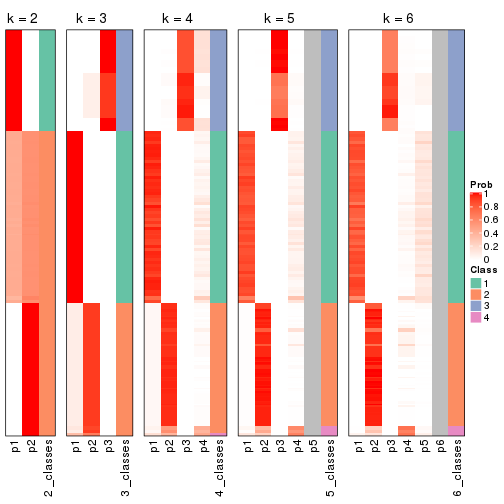 k = 2
k = 3
k = 4
k = 5
k = 6
p1
p2
2_classes
p1
p2
p3
3_classes
p1
p2
p3
p4
4_classes
p1
p2
p3
p4
p5
5_classes
p1
p2
p3
p4
p5
p6
6_classes
Prob
1
0.8
0.6
0.4
0.2
0
Class
1
2
3
4